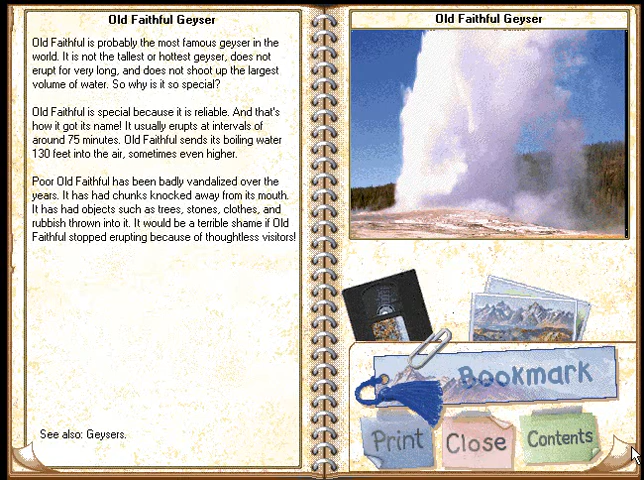 Old Faithful Geyser
Old Faithful is probably the most famous geyser in the
world. It is not the tallest or hottest geyser, does not
erupt for very long, and does not shoot up the largest
volume of water. So why is it so special?
Old Faithful is special because it is reliable. And that's
how it got its name! It usually erupts at intervals of
around 75 minutes. Old Faithful sends its boiling water
130 feet into the air, sometimes even higher.
Poor Old Faithful has been badly vandalized over the
years. It has had chunks knocked away from its mouth.
It has had objects such as trees, stones, clothes, and
rubbish thrown into it. It would be a terrible shame if Old
Faithful stopped erupting because of thoughtless visitors!
See also: Geysers.
Old Faithful Geyser
Bookmark
Print
Close
Contents